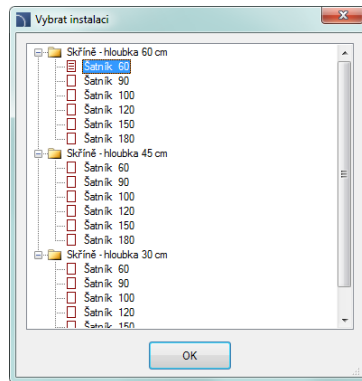 Vybrat instalaci
Skříně - hloubka 60 cm
Šatník 60
Šatník 90
Šatník 100
Šatník 120
Šatník 150
Šatník 180
Skříně - hloubka 45 cm
Šatník 60
Šatník 90
Šatník 100
Šatník 120
Šatník 150
Šatník 180
Skříně - hloubka 30 cm
Šatník 60
Šatník 90
Šatník 100
Šatník 120
Šatník 150
OK